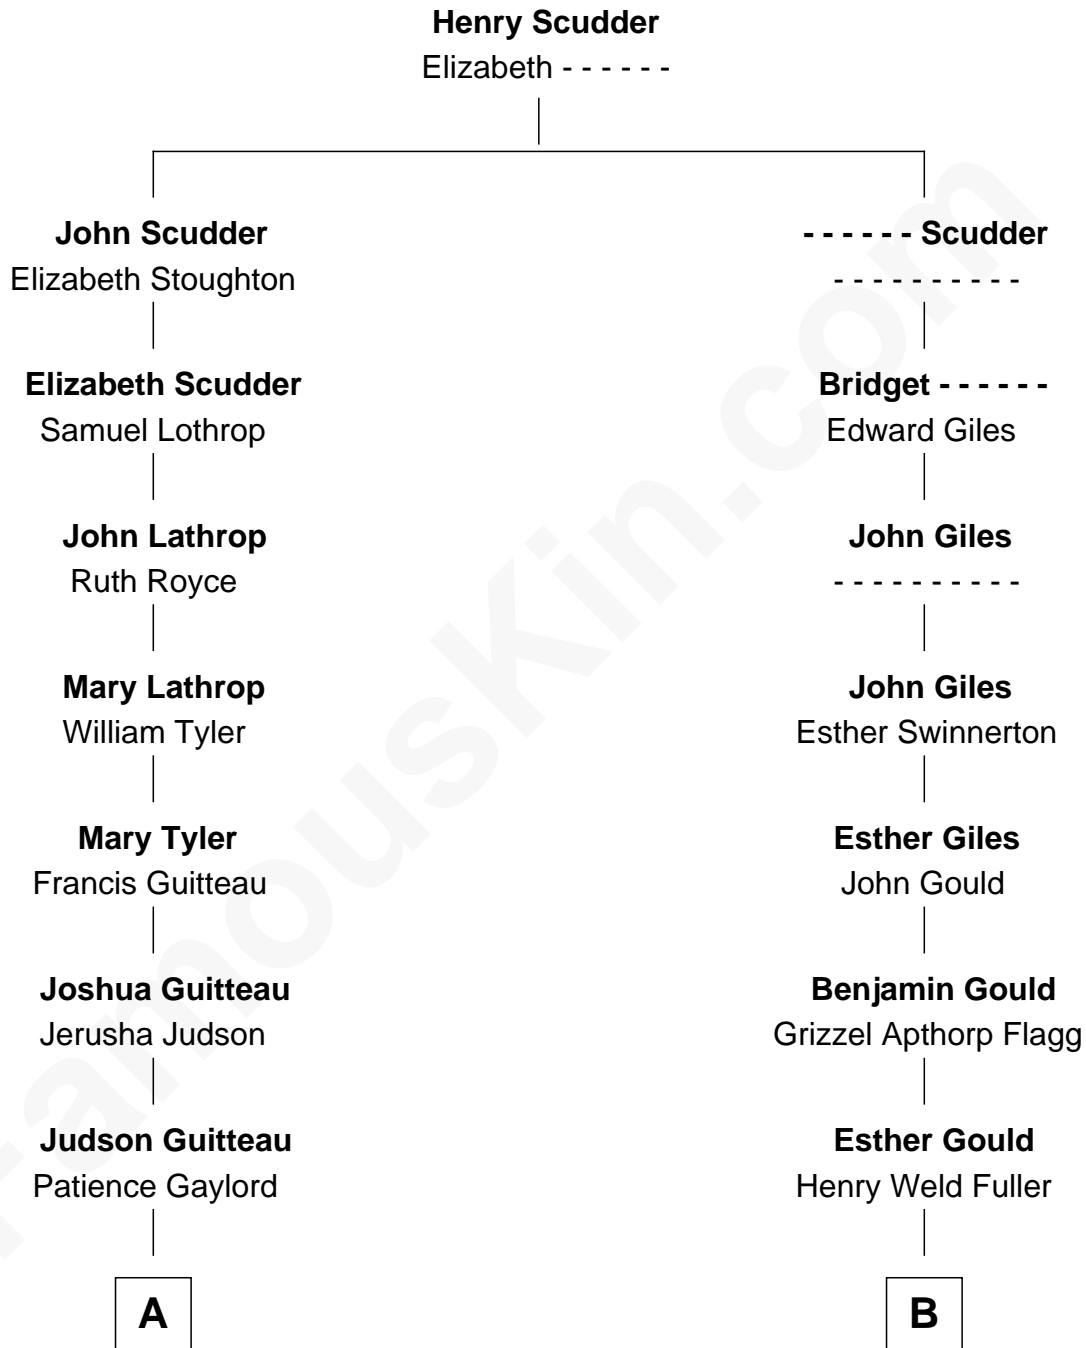 Henry Scudder
Elizabeth - - - - - -
John Scudder
Elizabeth Stoughton
- - - - - - Scudder
- - - - - - - - - -
Elizabeth Scudder
Samuel Lothrop
Bridget - - - - - -
Edward Giles
John Lathrop
Ruth Royce
John Giles
- - - - - - - - - -
Mary Lathrop
William Tyler
John Giles
Esther Swinnerton
Mary Tyler
Francis Guitteau
Esther Giles
John Gould
Joshua Guitteau
Jerusha Judson
Benjamin Gould
Grizzel Apthorp Flagg
Judson Guitteau
Patience Gaylord
Esther Gould
Henry Weld Fuller
A
B
FamousKin.com